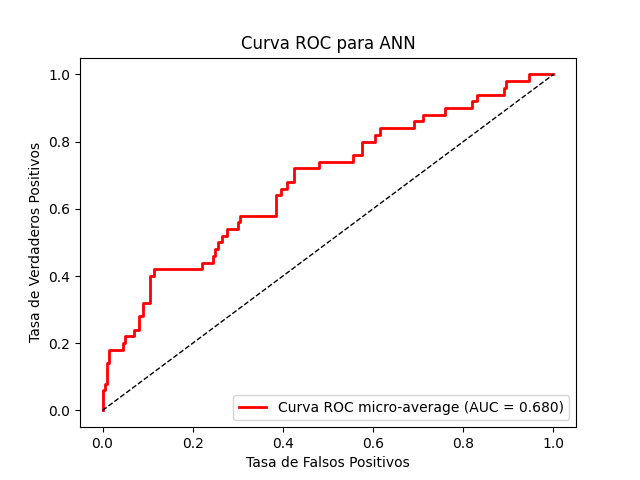 Curva ROC para ANN
Tasa de Verdaderos Positivos
1.0
0.8
0.6
0.4
0.2
0.0
Curva ROC micro-average (AUC = 0.680)
0.0 0.2 0.4 0.6 0.8 1.0
Tasa de Falsos Positivos